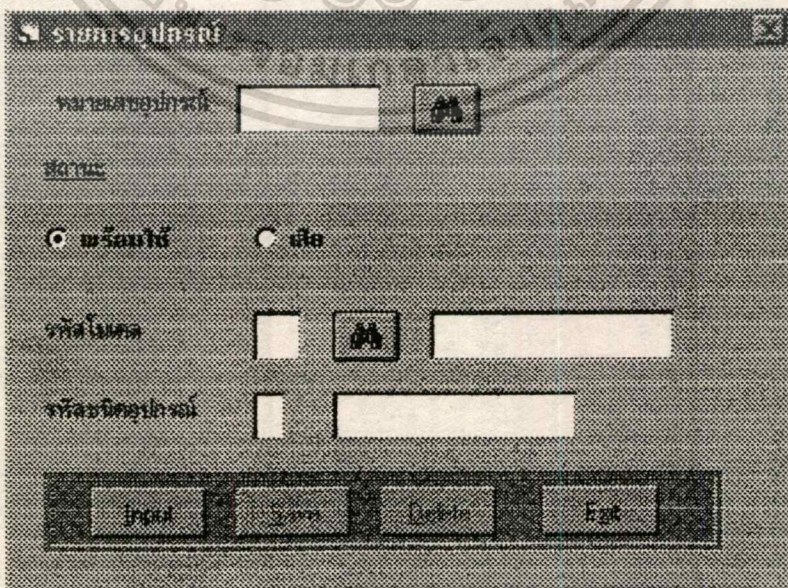 รายการอุปกรณ์
หมายเลขอุปกรณ์
สถานะ
พร้อมใช้ เสีย
รหัสโมเดล
รหัสชนิดอุปกรณ์
Input Save Delete Exit